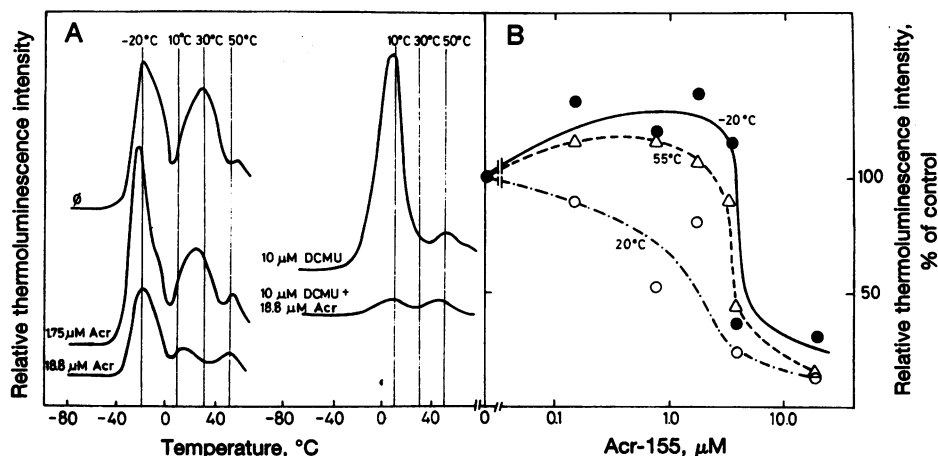 A
-20°C 10°C 30°C 50°C
10°C 30°C 50°C
ø
1.75 µM Acr
18.8 µM Acr
10 µM DCMU
10 µM DCMU +
18.8 µM Acr
-80 -40 0 40 -80 -40 0 40
Temperature, °C
Relative thermoluminescence intensity
B
-20°C
55°C
20°C
100
50
0 0.1 1.0 10.0
Acr-155, µM
Relative thermoluminescence intensity,
% of control